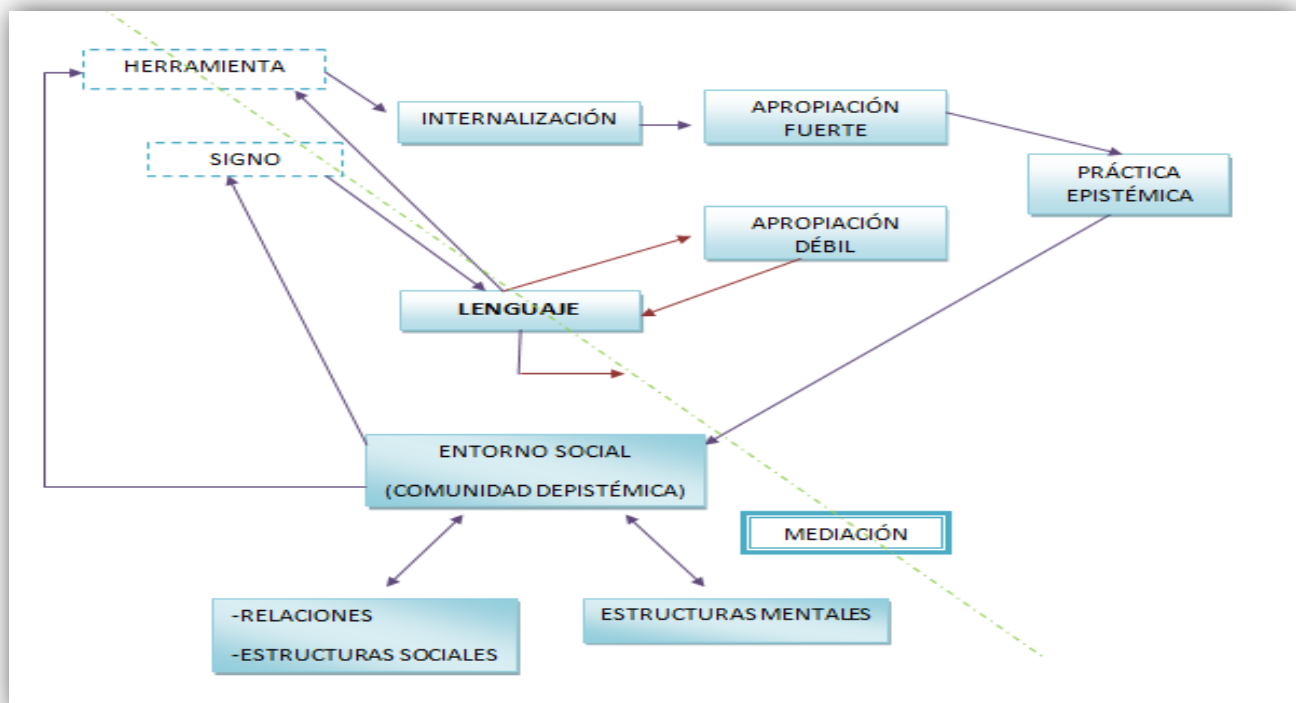 HERRAMIENTA
INTERNALIZACIÓN
APROPIACIÓN
FUERTE
SIGNO
PRÁCTICA
EPISTÉMICA
APROPIACIÓN
DÉBIL
LENGUAJE
ENTORNO SOCIAL
(COMUNIDAD DEPISTÉMICA)
MEDIACIÓN
-RELACIONES
-ESTRUCTURAS SOCIALES
ESTRUCTURAS MENTALES